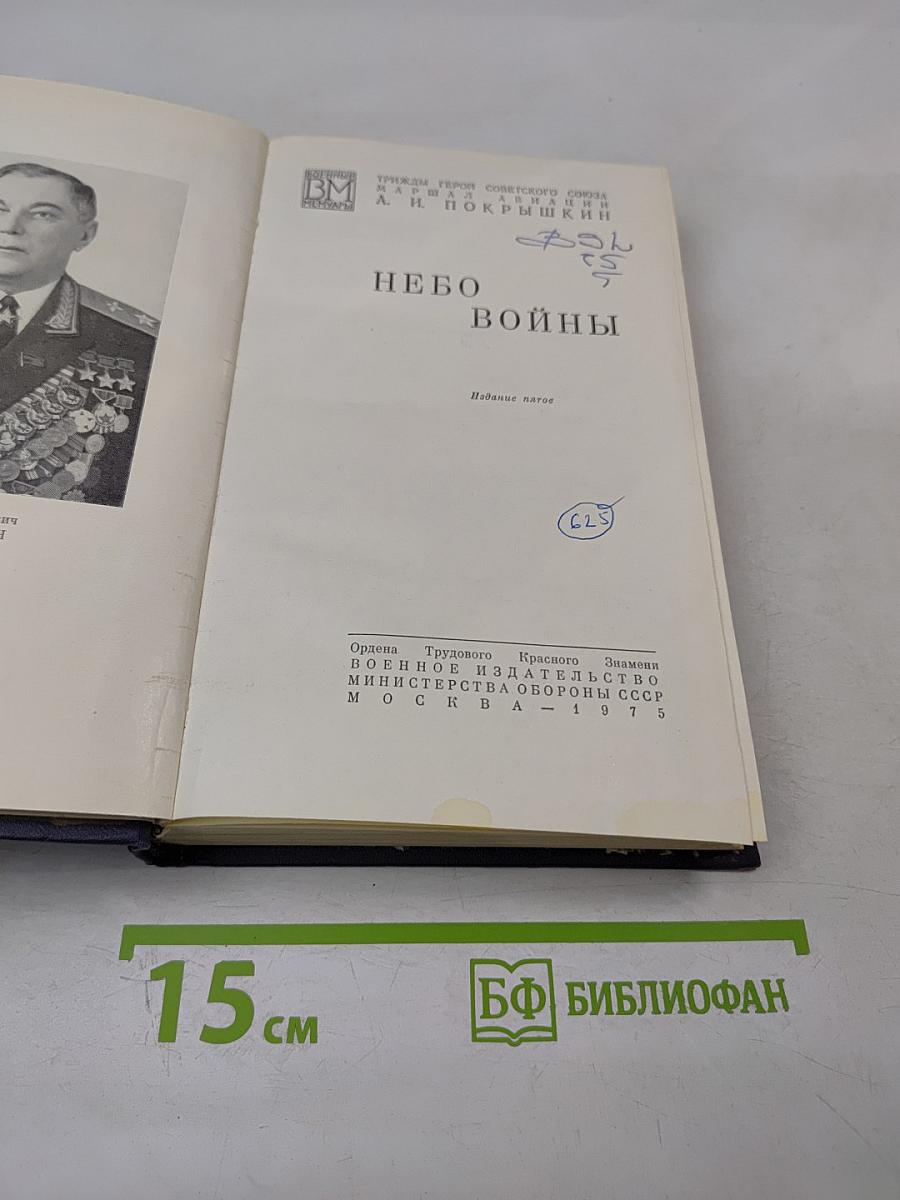 ВОЕННЫЕ
ВМ
МЕМУАРЫ
ТРИЖДЫ ГЕРОЙ СОВЕТСКОГО СОЮЗА
МАРШАЛ АВИАЦИИ
А. И. ПОКРЫШКИН
НЕБО
ВОЙНЫ
Издание пятое
625
Ордена Трудового Красного Знамени
ВОЕННОЕ ИЗДАТЕЛЬСТВО
МИНИСТЕРСТВА ОБОРОНЫ СССР
МОСКВА — 1975
15 см
БФ БИБЛИОФАН